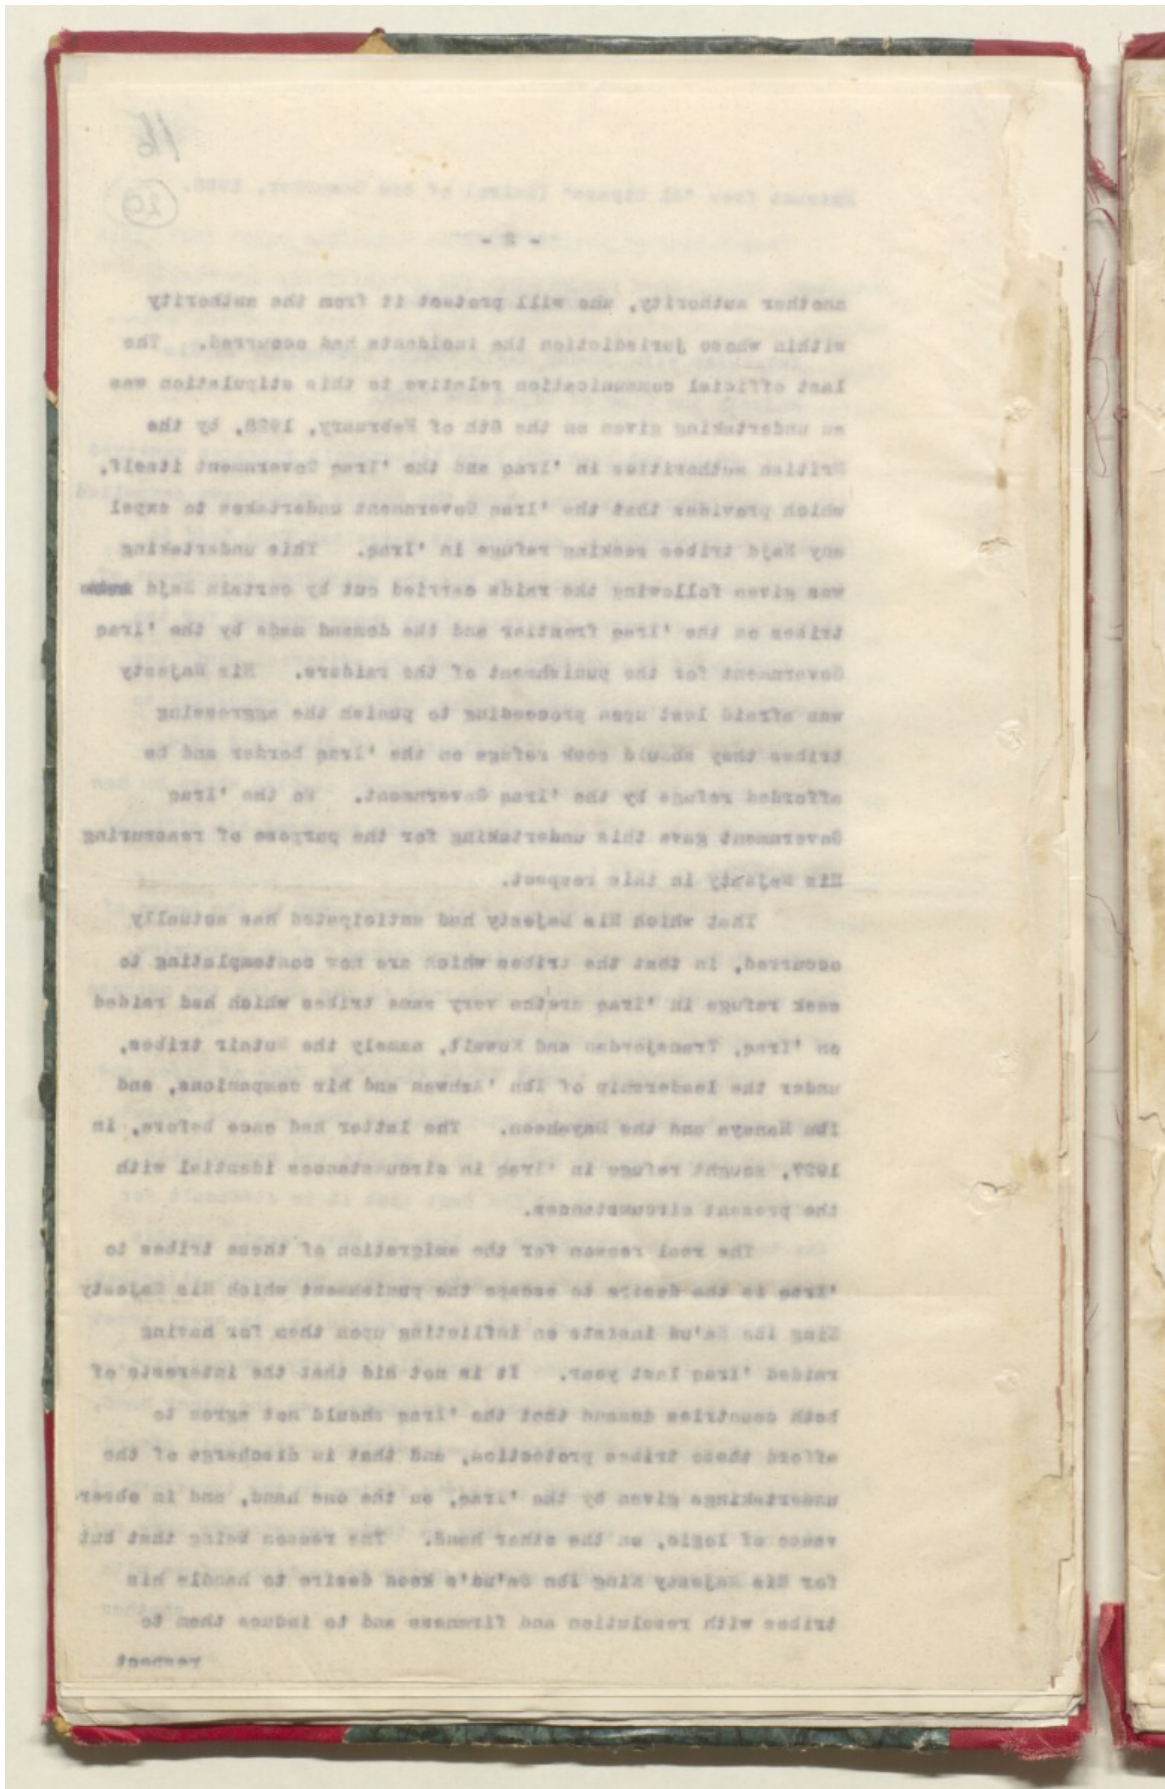 - 2 -
another authority, who will protect it from the authority
within whose jurisdiction the incidents had occurred. The
last official communication relative to this stipulation was
an undertaking given on the 6th of February, 1928, by the
British authorities in 'Iraq and the 'Iraq Government itself,
which provides that the 'Iraq Government undertakes to expel
any Najd tribes seeking refuge in 'Iraq. This undertaking
was given following the raids carried out by certain Najd
tribes on the 'Iraq frontier and the demand made by the 'Iraq
Government for the punishment of the raiders. His Majesty
was afraid lest upon proceeding to punish the aggressing
tribes they should seek refuge on the 'Iraq border and be
afforded refuge by the 'Iraq Government. So the 'Iraq
Government gave this undertaking for the purpose of reassuring
His Majesty in this respect.
That which His Majesty had anticipated has actually
occurred, in that the tribes which are now contemplating to
seek refuge in 'Iraq are the very same tribes which had raided
on 'Iraq, Transjordan and Kuwait, namely the Mutair tribes,
under the leadership of Ibn 'Ashwan and his companions, and
Ibn and the. The latter had once before, in
1927, sought refuge in 'Iraq in circumstances idential with
the present circumstances.
The real reason for the emigration of these tribes to
'Iraq is the desire to escape the punishment which His Majesty
King Ibn Sa'ud insists on inflicting upon them for having
raided 'Iraq last year. It is not hid that the interests of
both countries demand that the 'Iraq should not agree to
afford these tribes protection, and that in discharge of the
undertakings given by the 'Iraq, on the one hand, and in obser-
vance of logic, on the other hand. The reason being that but
for His Majesty King Ibn Sa'ud's keen desire to handle his
tribes with resolution and firmness and to induce them to
respect